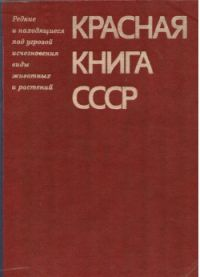 Редкие
и находящиеся
под угрозой
исчезновения
виды
животных
и растений
КРАСНАЯ
КНИГА
СССР